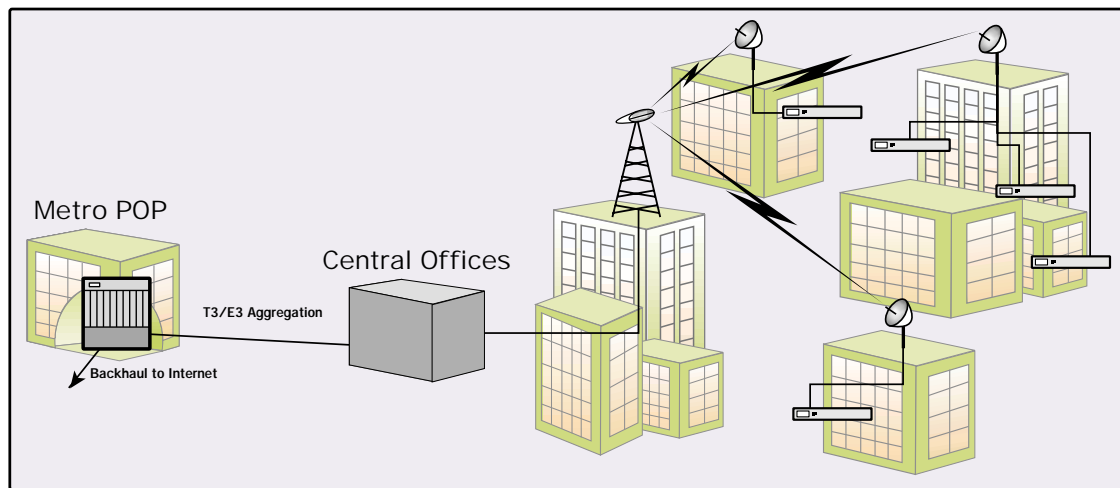 Metro POP
Central Offices
T3/E3 Aggregation
Backhaul to Internet